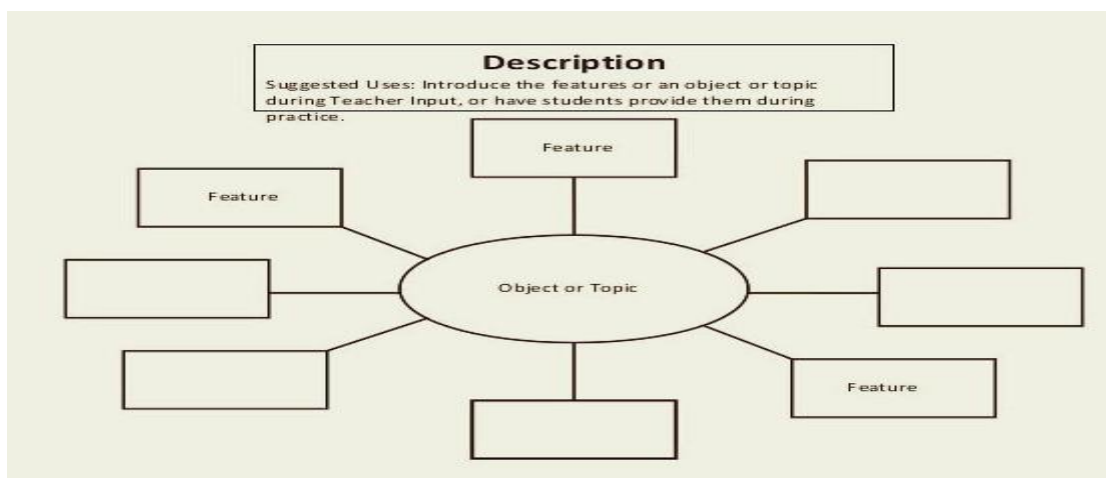 Description
Suggested Uses: Introduce the features or an object or topic
during Teacher Input, or have students provide them during
practice.
Feature
Feature
Object or Topic
Feature